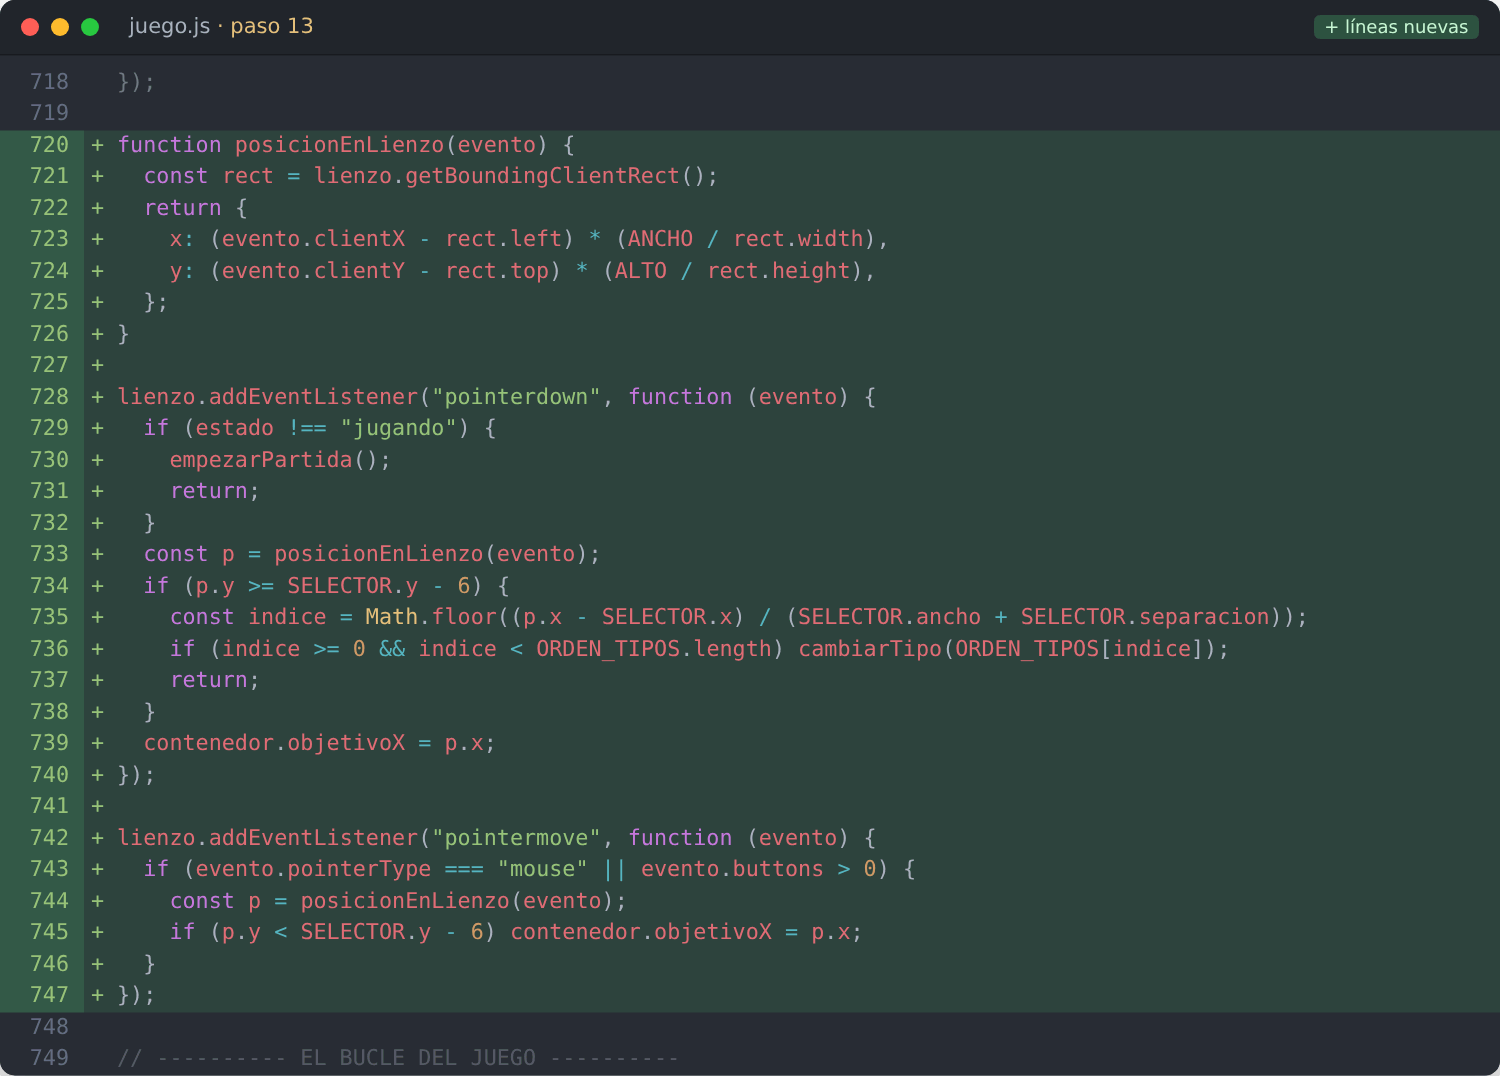 juego.js · paso 13
+ líneas nuevas
718 });
719
720 + function posicionEnLienzo(evento) {
721 +   const rect = lienzo.getBoundingClientRect();
722 +   return {
723 +     x: (evento.clientX - rect.left) * (ANCHO / rect.width),
724 +     y: (evento.clientY - rect.top) * (ALTO / rect.height),
725 +   };
726 + }
727 +
728 + lienzo.addEventListener("pointerdown", function (evento) {
729 +   if (estado !== "jugando") {
730 +     empezarPartida();
731 +     return;
732 +   }
733 +   const p = posicionEnLienzo(evento);
734 +   if (p.y >= SELECTOR.y - 6) {
735 +     const indice = Math.floor((p.x - SELECTOR.x) / (SELECTOR.ancho + SELECTOR.separacion));
736 +     if (indice >= 0 && indice < ORDEN_TIPOS.length) cambiarTipo(ORDEN_TIPOS[indice]);
737 +     return;
738 +   }
739 +   contenedor.objetivoX = p.x;
740 + });
741 +
742 + lienzo.addEventListener("pointermove", function (evento) {
743 +   if (evento.pointerType === "mouse" || evento.buttons > 0) {
744 +     const p = posicionEnLienzo(evento);
745 +     if (p.y < SELECTOR.y - 6) contenedor.objetivoX = p.x;
746 +   }
747 + });
748
749 // ---------- EL BUCLE DEL JUEGO ----------